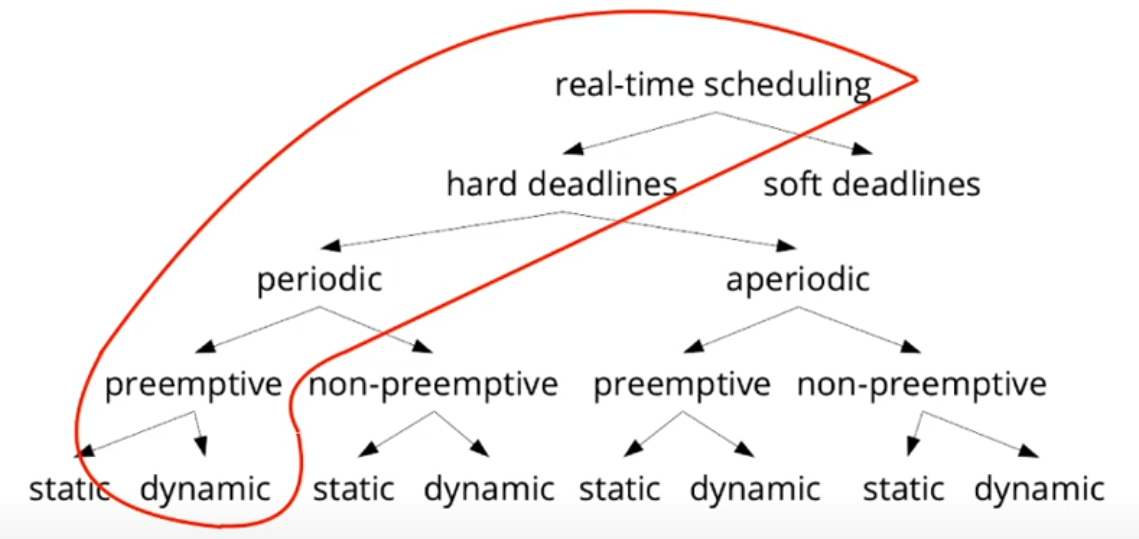 real-time scheduling
hard deadlines soft deadlines
periodic aperiodic
preemptive non-preemptive preemptive non-preemptive
static dynamic static dynamic static dynamic static dynamic